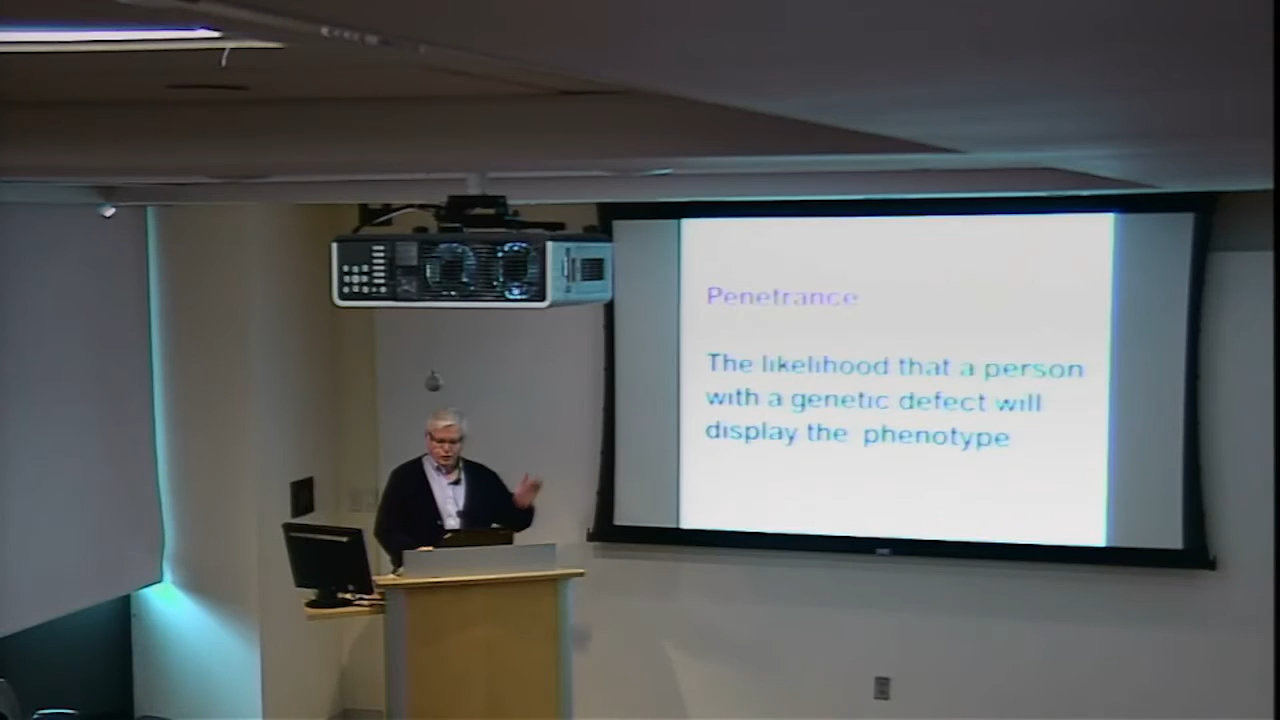 Penetrance
The likelihood that a person
with a genetic defect will
display the phenotype